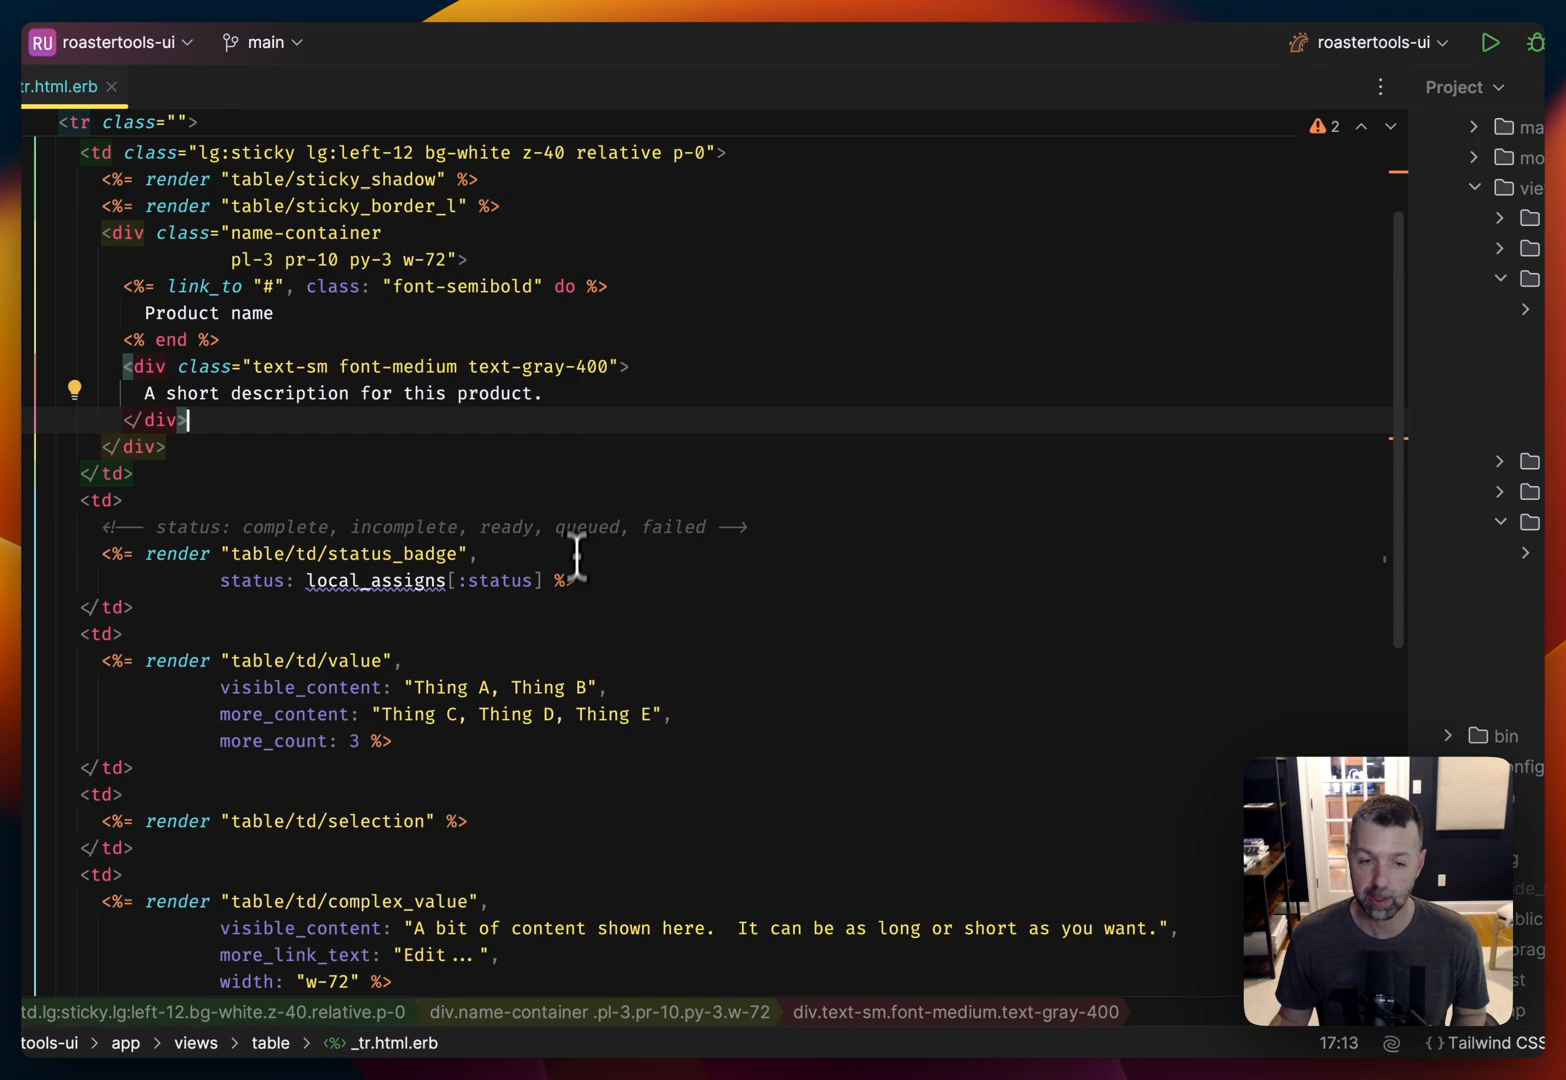 RU roastertools-ui main roastertools-ui
tr.html.erb Project
<tr class="">
2
<td class="lg:sticky lg:left-12 bg-white z-40 relative p-0">
<%= render "table/sticky_shadow" %>
<%= render "table/sticky_border_l" %>
<div class="name-container
pl-3 pr-10 py-3 w-72">
<%= link_to "#", class: "font-semibold" do %>
Product name
<% end %>
<div class="text-sm font-medium text-gray-400">
A short description for this product.
</div>
</div>
</td>
<td>
<!-- status: complete, incomplete, ready, queued, failed -->
<%= render "table/td/status_badge",
status: local_assigns[:status] %>
</td>
<td>
<%= render "table/td/value",
visible_content: "Thing A, Thing B",
more_content: "Thing C, Thing D, Thing E",
more_count: 3 %>
</td>
<td>
<%= render "table/td/selection" %>
</td>
<td>
<%= render "table/td/complex_value",
visible_content: "A bit of content shown here.  It can be as long or short as you want.",
more_link_text: "Edit...",
width: "w-72" %>
ma
mo
vie
bin
onfig
td.lg:sticky.lg:left-12.bg-white.z-40.relative.p-0 div.name-container .pl-3.pr-10.py-3.w-72 div.text-sm.font-medium.text-gray-400
tools-ui > app > views > table > <%> _tr.html.erb 17:13 {} Tailwind CSS